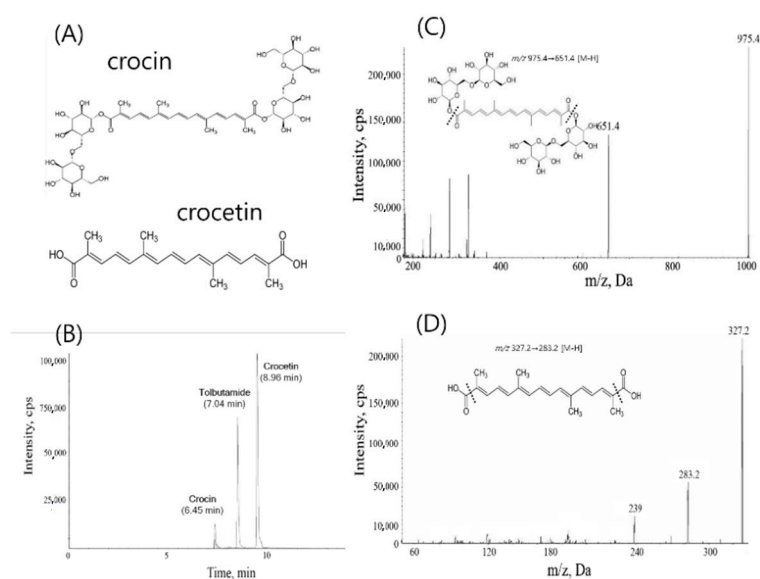 (A)
crocin
crocetin
(B)
Intensity, cps
100,000
750,000
50,000
25,000
Crocin
(6.45 min)
Tolbutamide
(7.04 min)
Crocetin
(8.96 min)
0
5
10
Time, min
(C)
m/z 975.4→651.4 [M-H]
975.4
651.4
Intensity, cps
200,000
150,000
100,000
50,000
10,000
200
400
600
800
1000
m/z, Da
(D)
m/z 327.2→283.2 [M-H]
327.2
283.2
239
CH₃
CH₃
HO
O
O
OH
CH₃
CH₃
Intensity, cps
200,000
150,000
100,000
50,000
10,000
60
120
180
240
300
m/z, Da